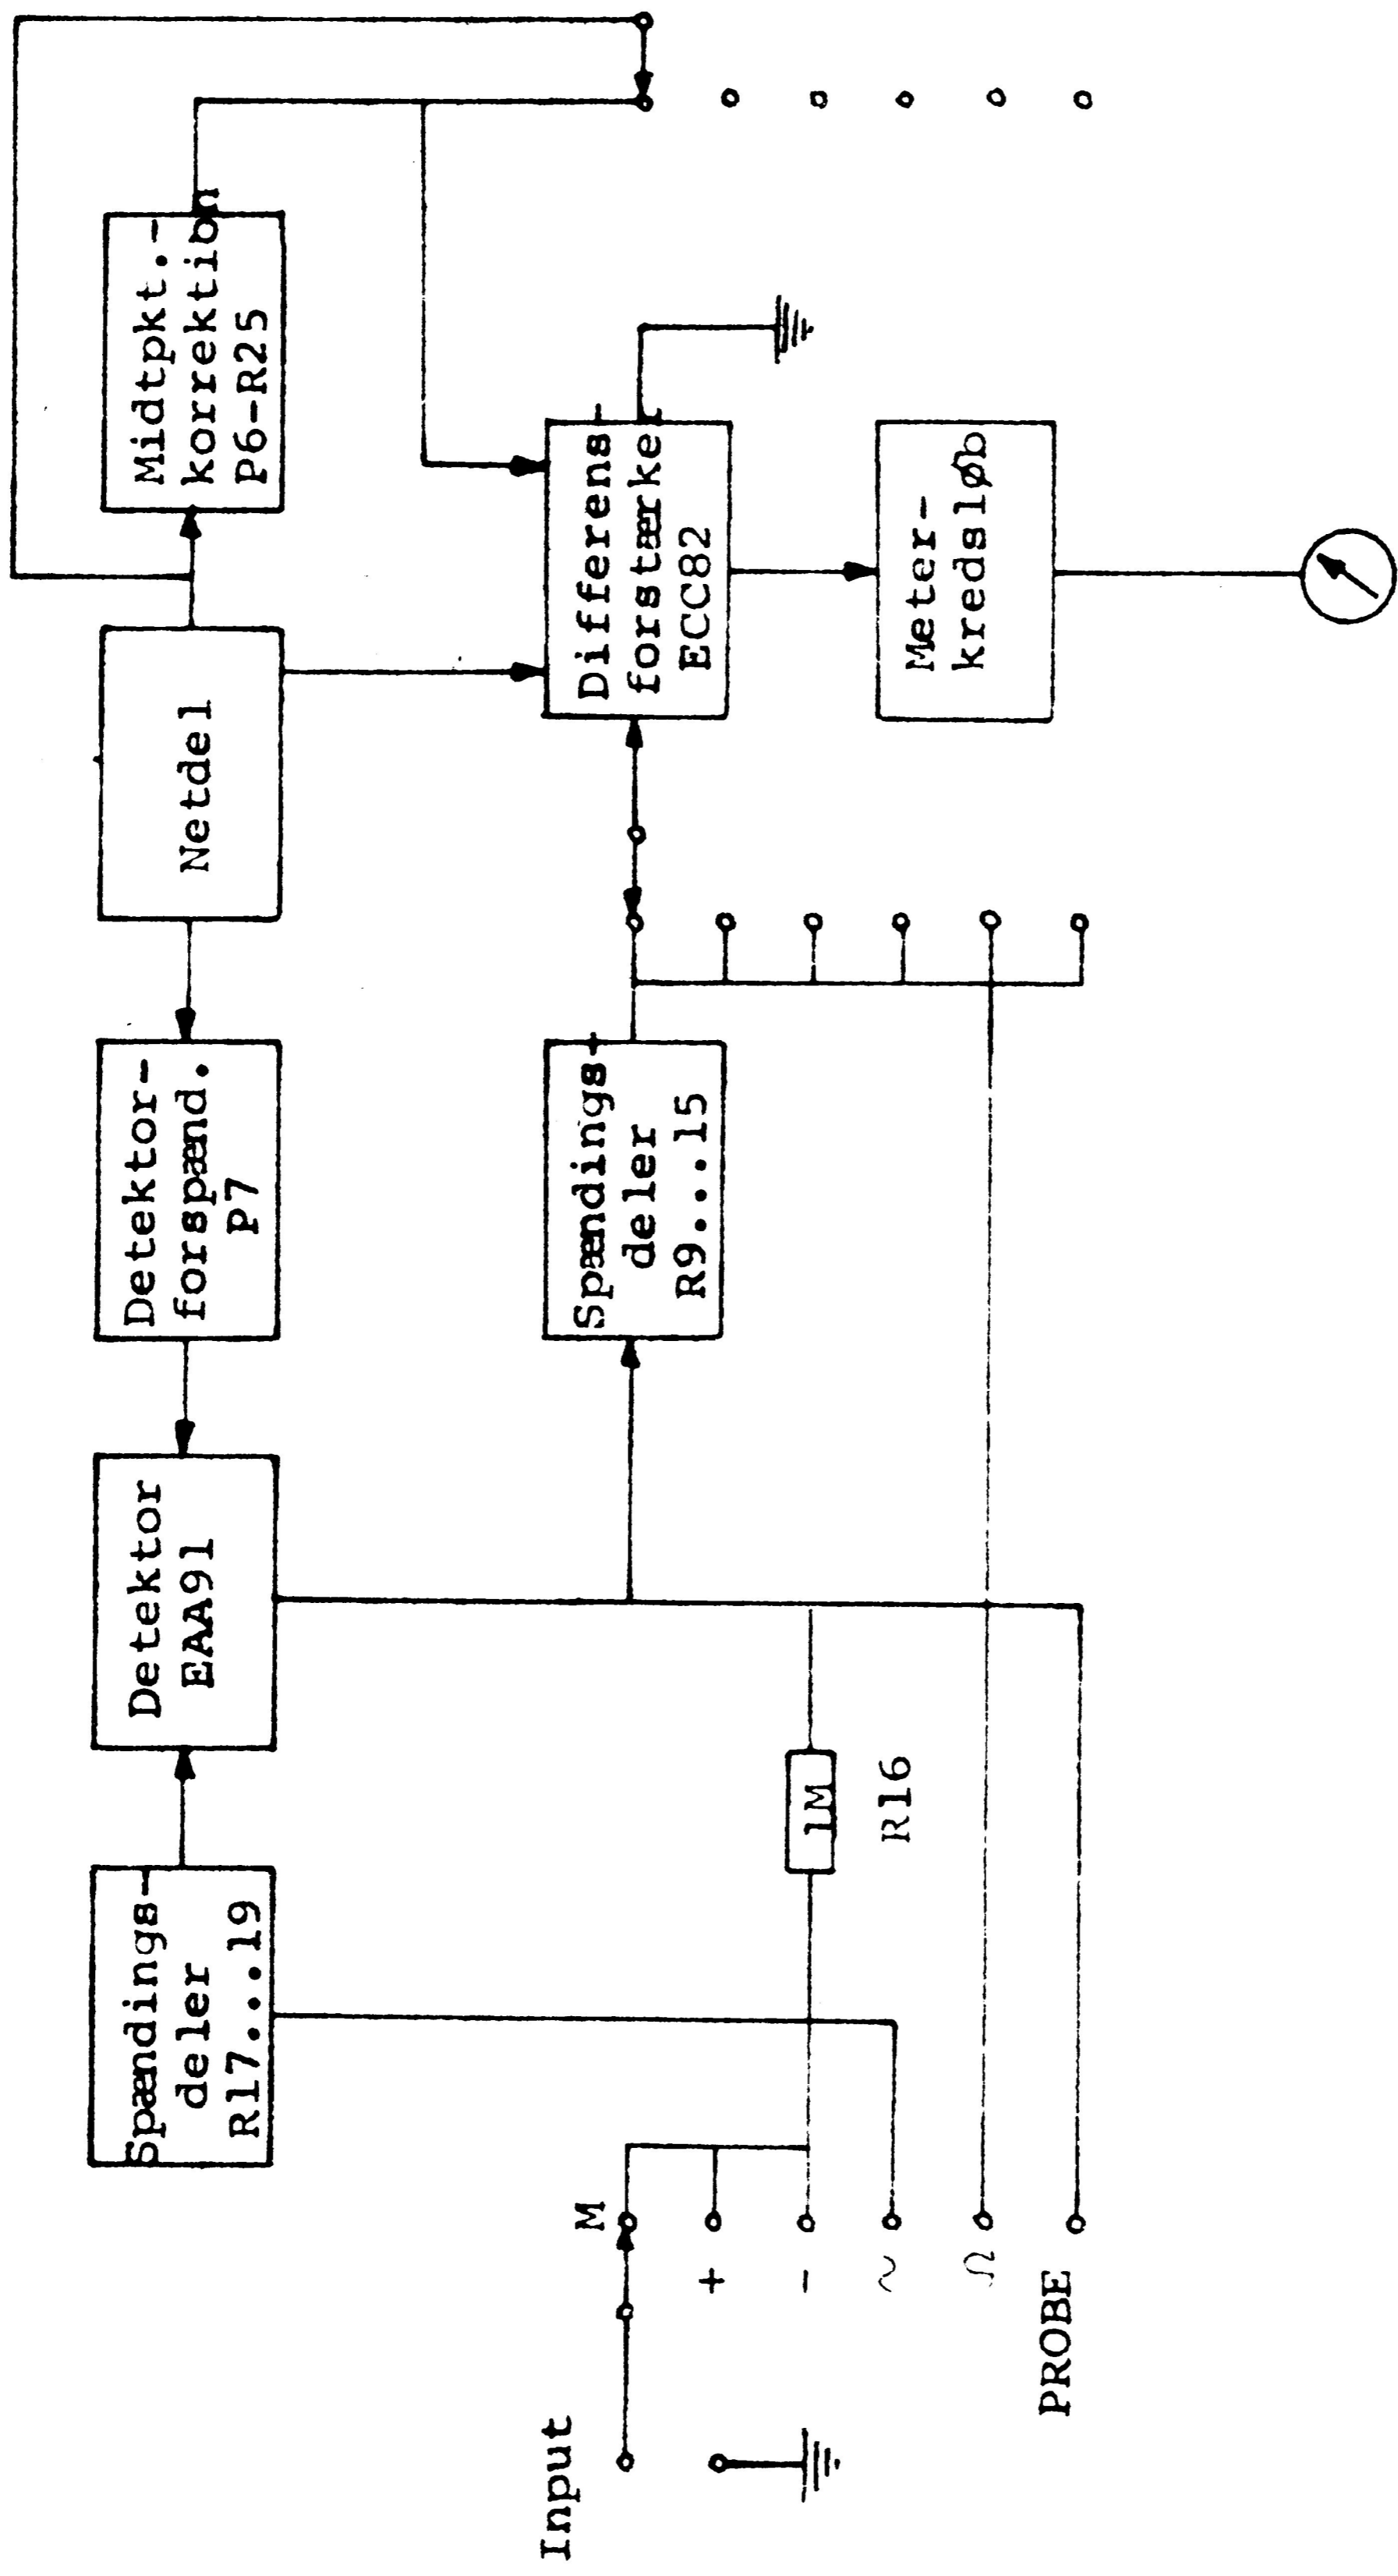 Spændings-
deler
R17...19
Detektor
EAA91
Detektor-
forspænd.
P7
Netdel
Midtpkt.-
korrektion
P6-R25
Input
M
+
-
~
Ω
PROBE
1M
R16
Spændings-
deler
R9...15
Differens-
forstærker
ECC82
Meter-
kredsløb